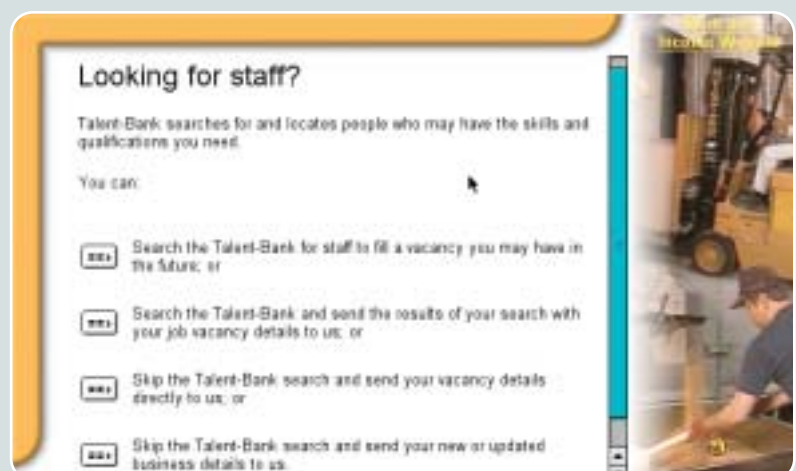 Looking for staff?
Talent-Bank searches for and locates people who may have the skills and
qualifications you need.
You can:
Search the Talent-Bank for staff to fill a vacancy you may have in
the future; or
Search the Talent-Bank and send the results of your search with
your job vacancy details to us; or
Skip the Talent-Bank search and send your vacancy details
directly to us; or
Skip the Talent-Bank search and send your new or updated
business details to us.